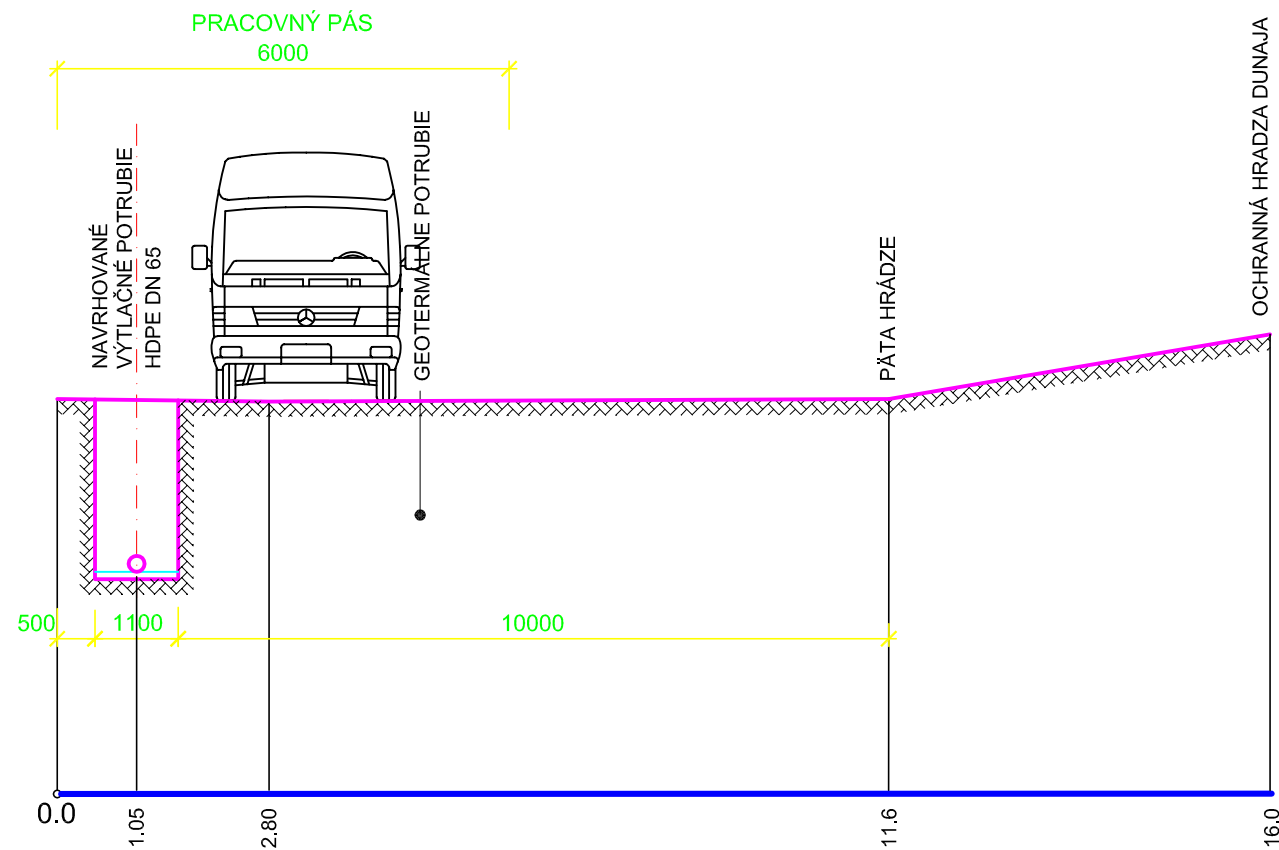 PRACOVNÝ PÁS
6000
NAVRHOVANÉ
VÝTLAČNÉ POTRUBIE
HDPE DN 65
GEOTERMÁLNE POTRUBIE
PÄTA HRÁDZE
OCHRANNÁ HRADZA DUNAJA
500
1100
10000
0.0
1.05
2.80
11.6
16.0